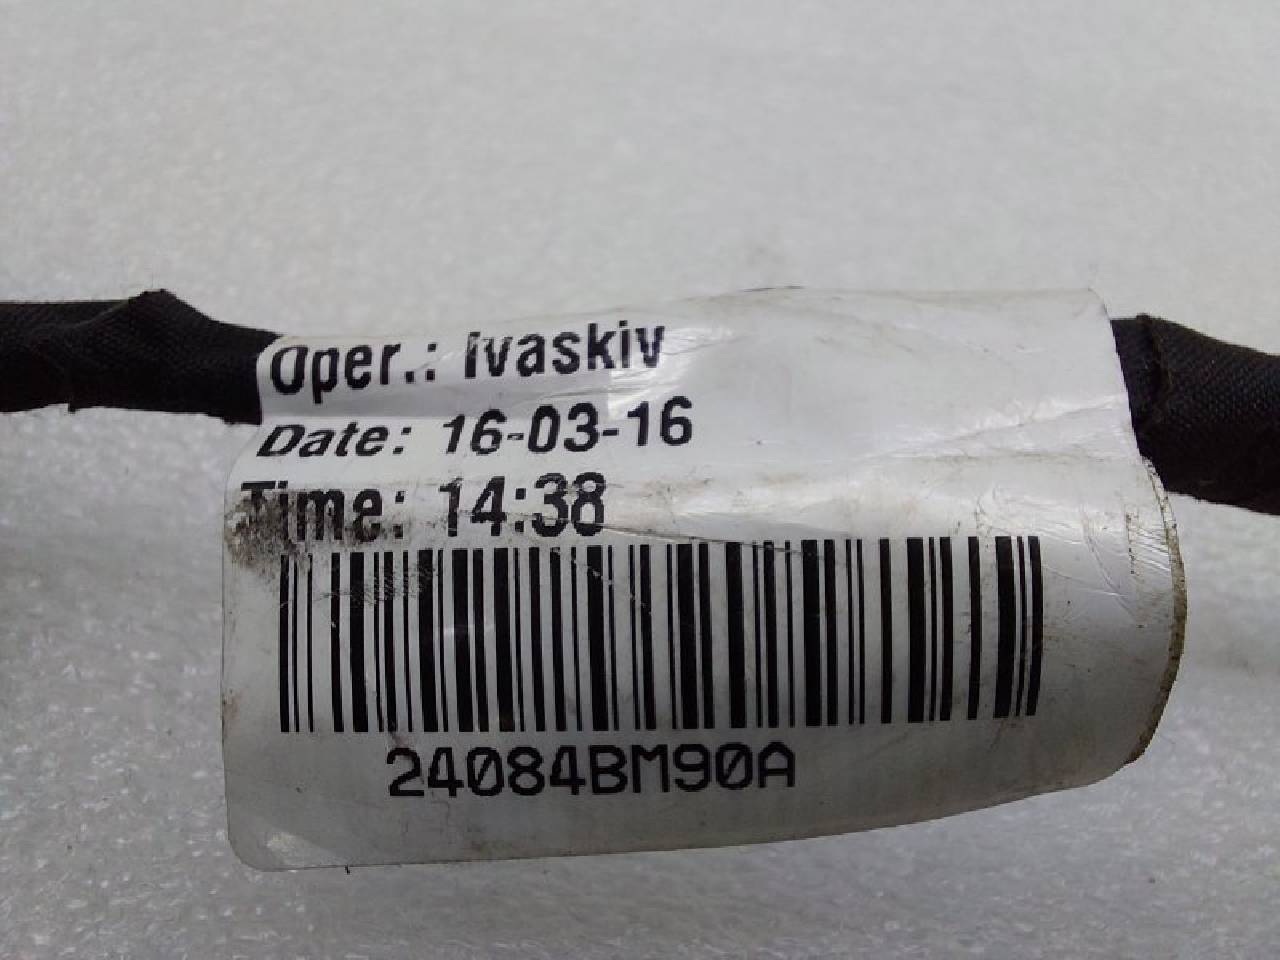 Oper.: Ivaskiv
Date: 16-03-16
Time: 14:38
24084BM90A